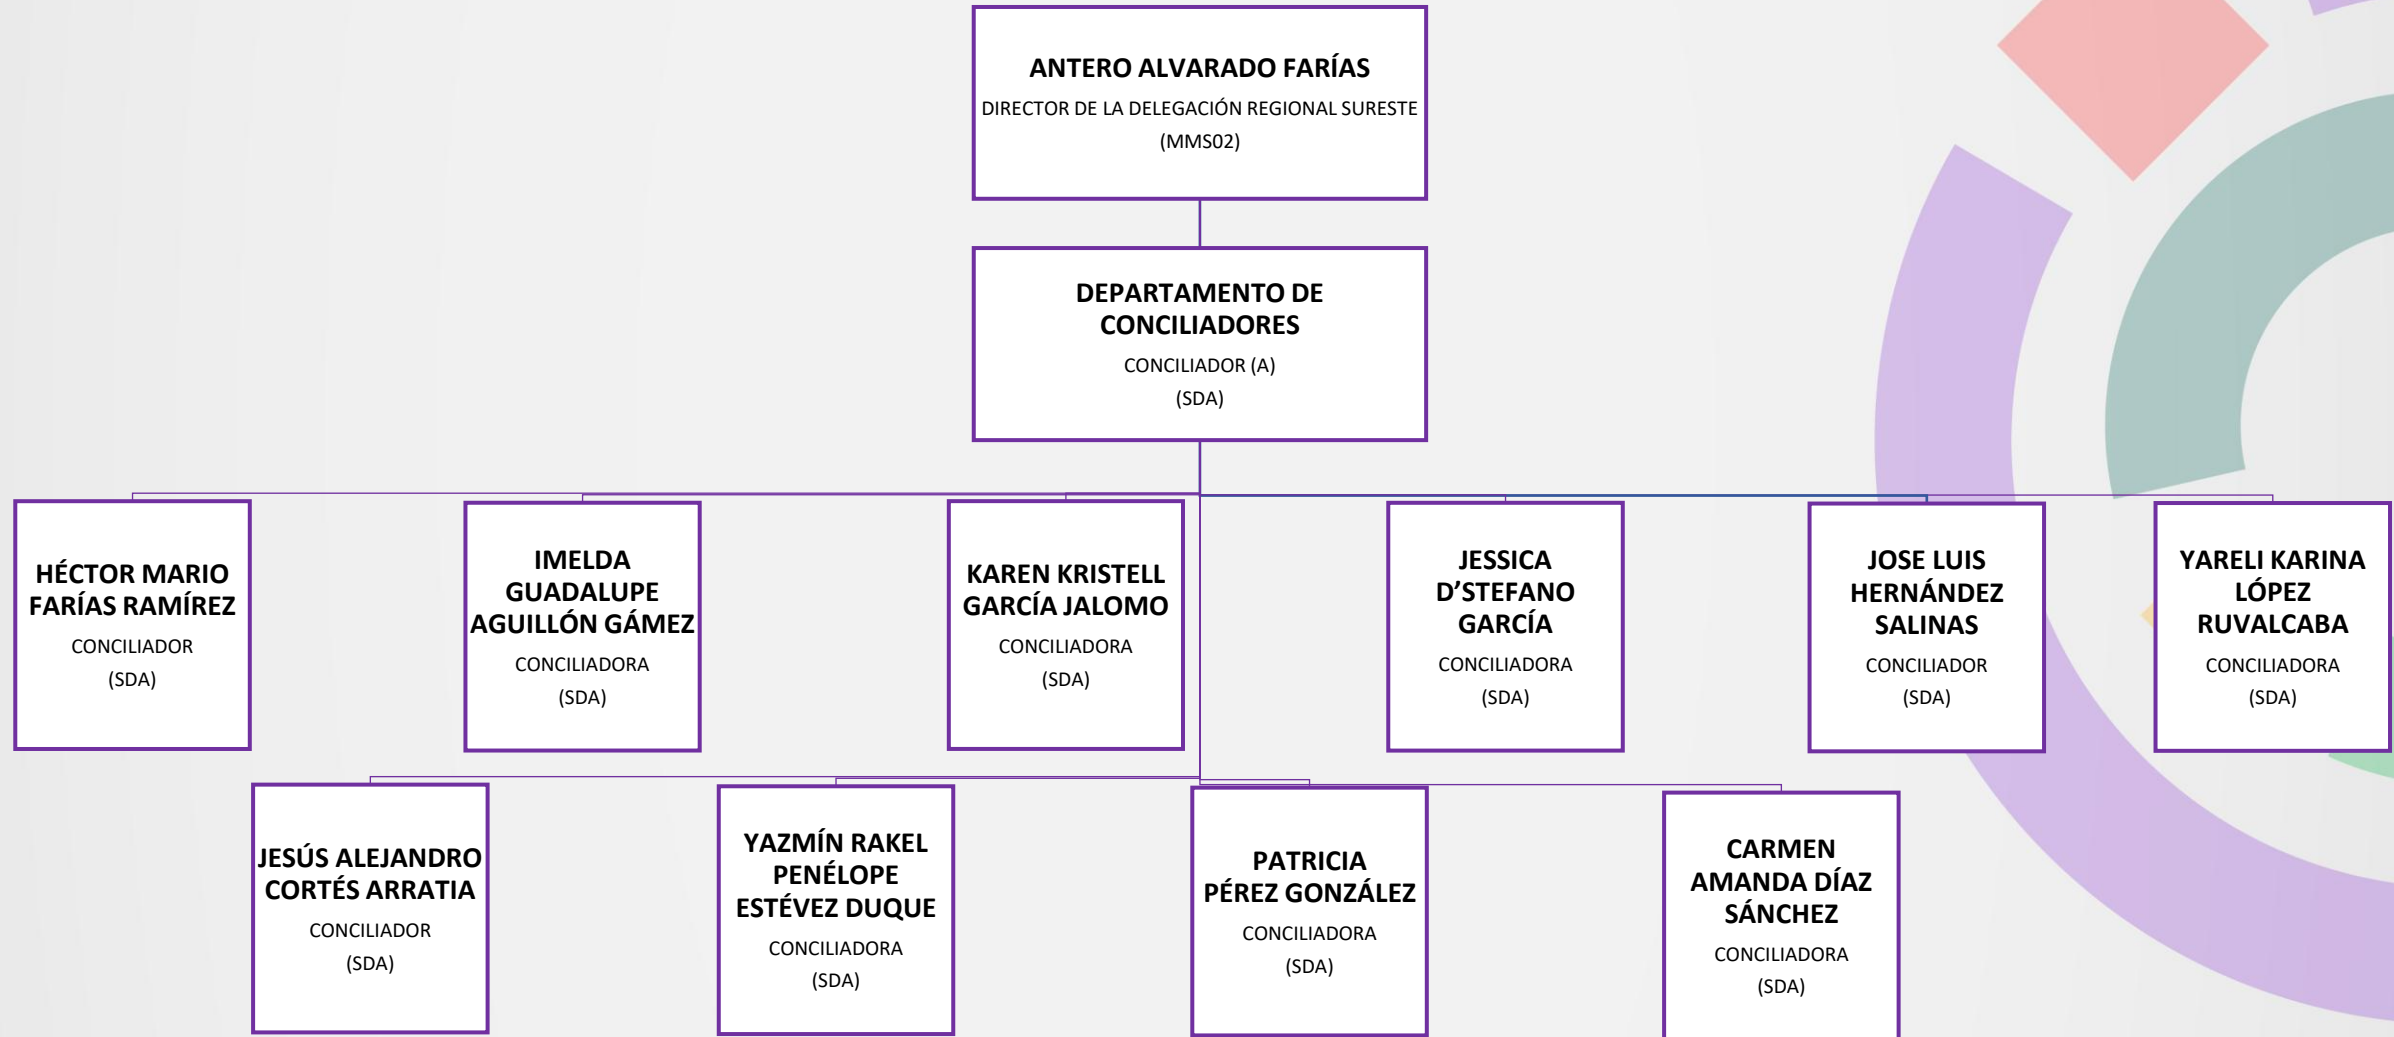 ANTERO ALVARADO FARÍAS
DIRECTOR DE LA DELEGACIÓN REGIONAL SURESTE
(MMS02)
DEPARTAMENTO DE
CONCILIADORES
CONCILIADOR (A)
(SDA)
HÉCTOR MARIO
FARÍAS RAMÍREZ
CONCILIADOR
(SDA)
IMELDA
GUADALUPE
AGUILLÓN GÁMEZ
CONCILIADORA
(SDA)
KAREN KRISTELL
GARCÍA JALOMO
CONCILIADORA
(SDA)
JESSICA
D’STEFANO
GARCÍA
CONCILIADORA
(SDA)
JOSE LUIS
HERNÁNDEZ
SALINAS
CONCILIADOR
(SDA)
YARELI KARINA
LÓPEZ
RUVALCABA
CONCILIADORA
(SDA)
JESÚS ALEJANDRO
CORTÉS ARRATIA
CONCILIADOR
(SDA)
YAZMÍN RAKEL
PENÉLOPE
ESTÉVEZ DUQUE
CONCILIADORA
(SDA)
PATRICIA
PÉREZ GONZÁLEZ
CONCILIADORA
(SDA)
CARMEN
AMANDA DÍAZ
SÁNCHEZ
CONCILIADORA
(SDA)